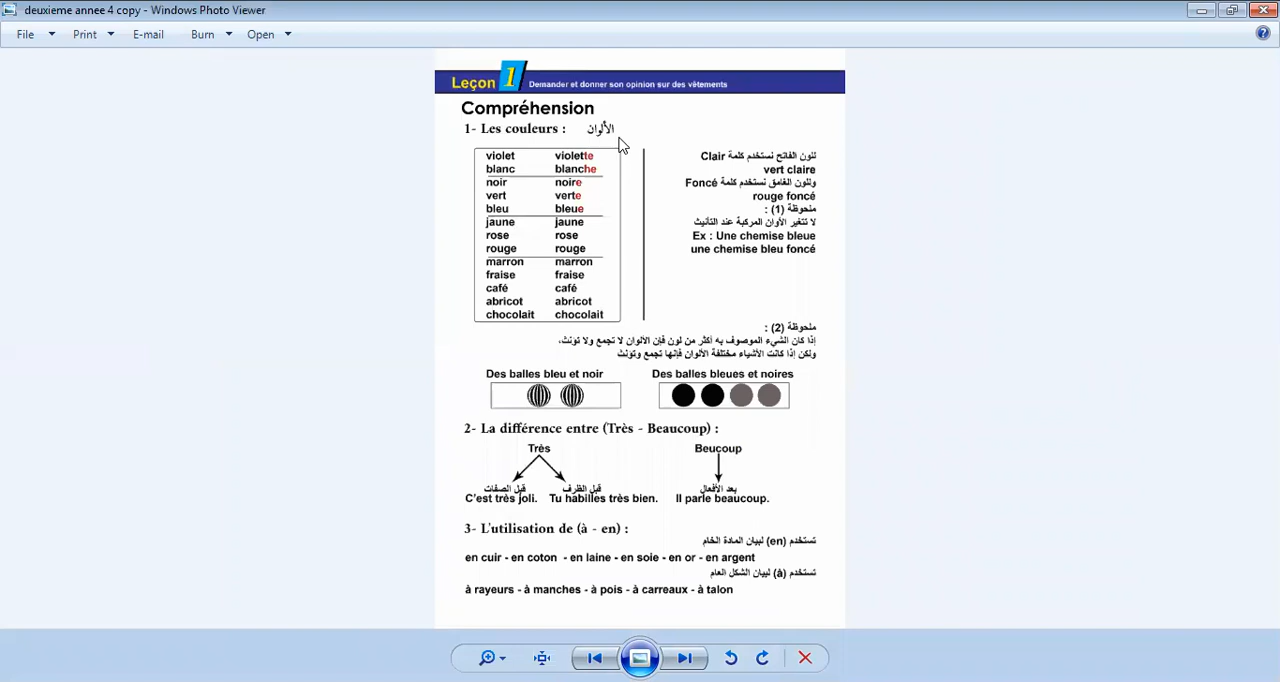 deuxieme annee 4 copy - Windows Photo Viewer
File Print E-mail Burn Open
Leçon 1 Demander et donner son opinion sur des vêtements
Compréhension
1- Les couleurs : الألوان
violet violette
blanc blanche
noir noire
vert verte
bleu bleue
jaune jaune
rose rose
rouge rouge
marron marron
fraise fraise
café café
abricot abricot
chocolait chocolait
للون الفاتح نستخدم كلمة Clair
vert claire
وللون الغامق نستخدم كلمة Foncé
rouge foncé
ملحوظة (1) :
لا تتغير الألوان المركبة عند التأنيث
Ex : Une chemise bleue
une chemise bleu foncé
ملحوظة (2) :
إذا كان الشيء الموصوف به أكثر من لون فإن الألوان لا تجمع ولا تؤنث،
ولكن إذا كانت الأشياء مختلفة الألوان فإنها تجمع وتؤنث
Des balles bleu et noir Des balles bleues et noires
2- La différence entre (Très - Beaucoup) :
Très Beucoup
قبل الصفات قبل الظرف بعد الأفعال
C'est trés joli. Tu habilles très bien. Il parle beaucoup.
3- L'utilisation de (à - en) :
تستخدم (en) لبيان المادة الخام
en cuir - en coton - en laine - en soie - en or - en argent
تستخدم (à) لبيان الشكل العام
à rayeurs - à manches - à pois - à carreaux - à talon